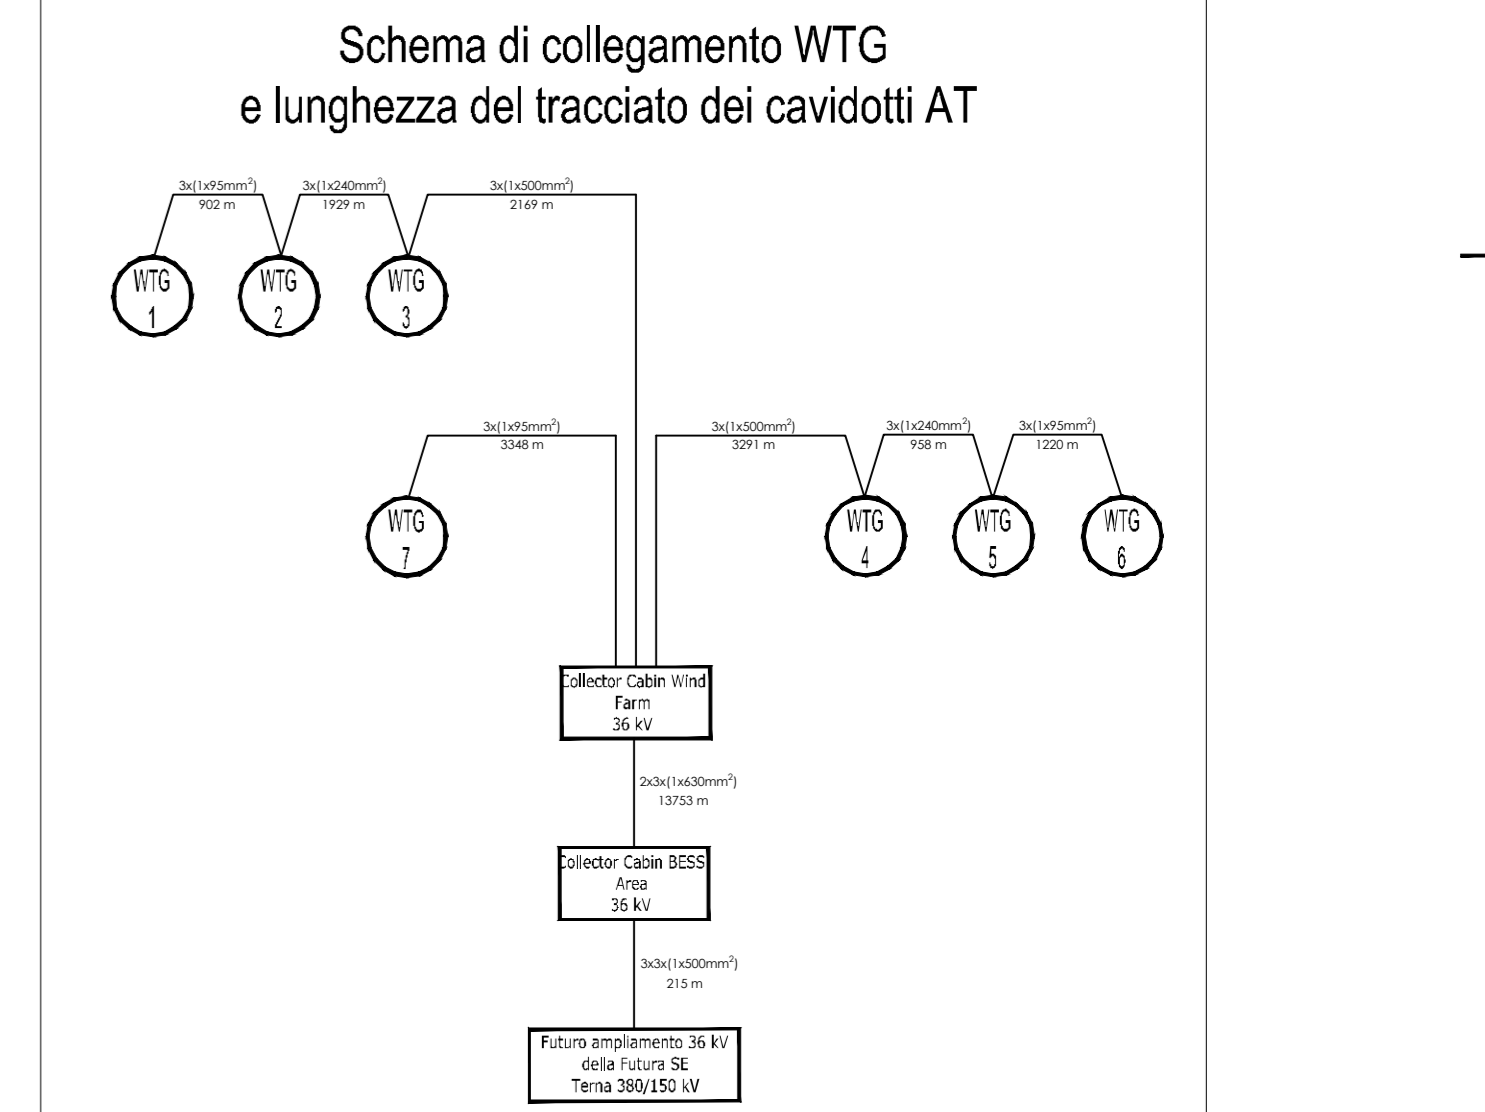 Schema di collegamento WTG
e lunghezza del tracciato dei cavidotti AT
3x(1x95mm²)
902 m
3x(1x240mm²)
1929 m
3x(1x500mm²)
2169 m
WTG
1
WTG
2
WTG
3
3x(1x95mm²)
3348 m
3x(1x500mm²)
3291 m
3x(1x240mm²)
958 m
3x(1x95mm²)
1220 m
WTG
7
WTG
4
WTG
5
WTG
6
Collector Cabin Wind
Farm
36 kV
2x3x(1x630mm²)
13753 m
Collector Cabin BESS
Area
36 kV
3x3x(1x500mm²)
215 m
Futuro ampliamento 36 kV
della Futura SE
Terna 380/150 kV